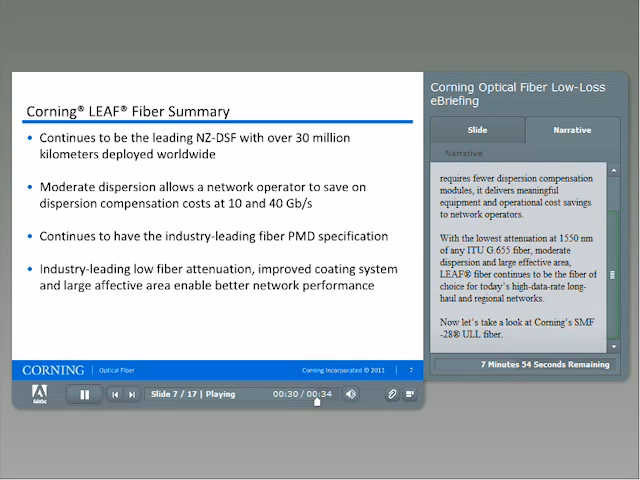 Corning Optical Fiber Low-Loss
eBriefing
Slide
Narrative
Narrative
Corning® LEAF® Fiber Summary
• Continues to be the leading NZ-DSF with over 30 million
kilometers deployed worldwide
• Moderate dispersion allows a network operator to save on
dispersion compensation costs at 10 and 40 Gb/s
• Continues to have the industry-leading fiber PMD specification
• Industry-leading low fiber attenuation, improved coating system
and large affective area enable better network performance
requires fewer dispersion compensation
modules, it delivers meaningful
equipment and operational cost savings
to network operators.
With the lowest attenuation at 1550 nm
of any ITU G.655 fiber, moderate
dispersion and large effective area,
LEAF® fiber continues to be the fiber of
choice for today's high-data-rate long-
haul and regional networks.
Now let's take a look at Corning's SMF
-28® ULL fiber.
CORNING | Optical Fiber
Corning Incorporated © 2011 | 7
7 Minutes 54 Seconds Remaining
Adobe
Slide 7 / 17 | Playing
00:30 / 00:34